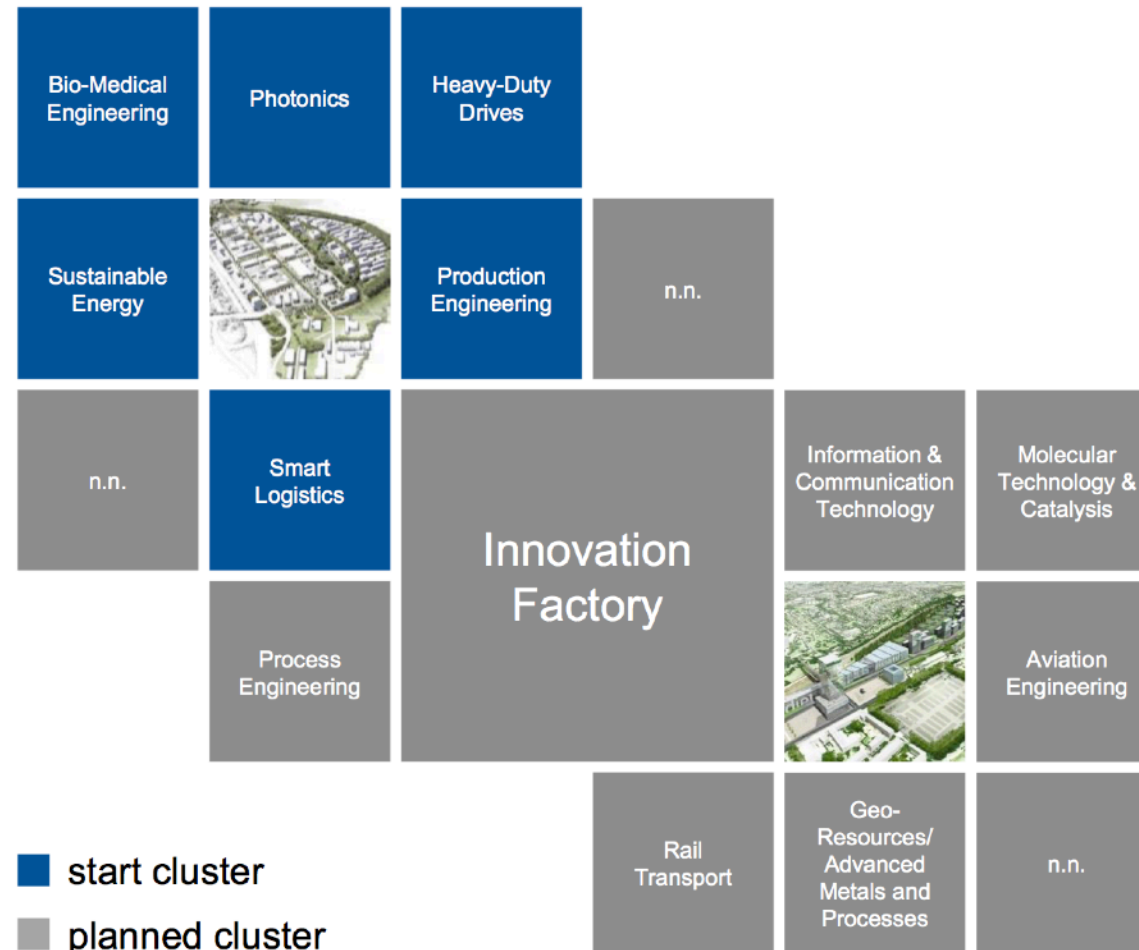 Bio-Medical
Engineering
Photonics
Heavy-Duty
Drives
Sustainable
Energy
Production
Engineering
n.n.
n.n.
Smart
Logistics
Innovation
Factory
Information &
Communication
Technology
Molecular
Technology &
Catalysis
Process
Engineering
Aviation
Engineering
Rail
Transport
Geo-
Resources/
Advanced
Metals and
Processes
n.n.
start cluster
planned cluster